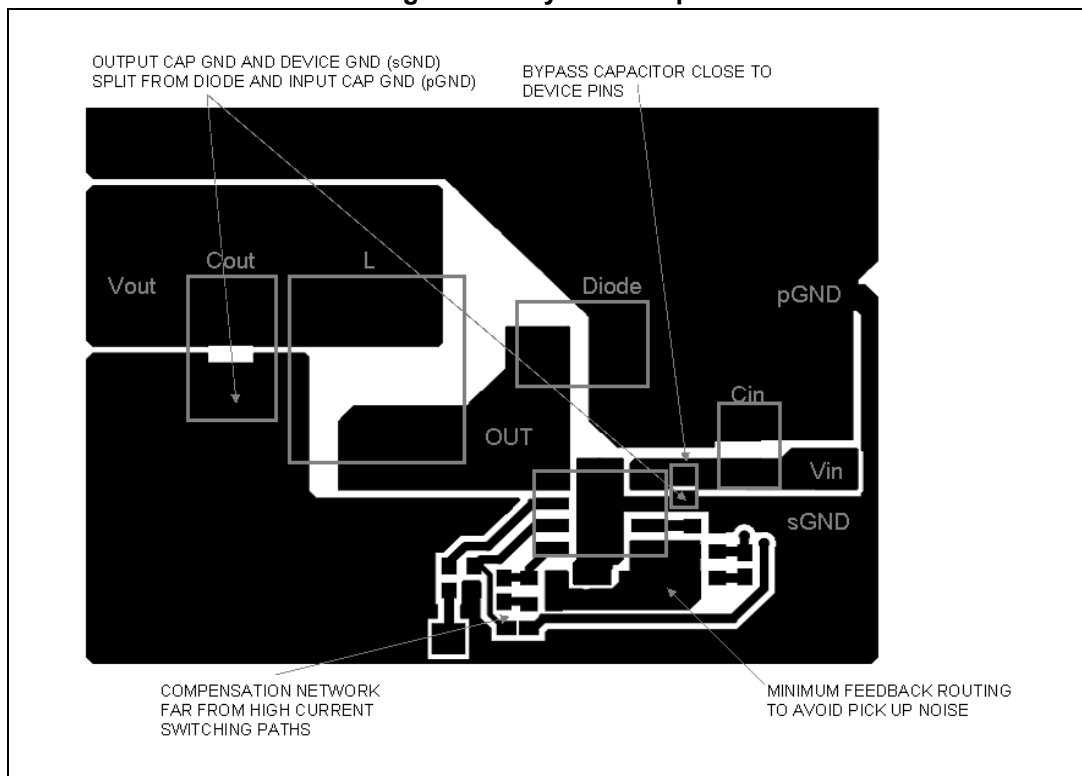 OUTPUT CAP GND AND DEVICE GND (sGND)
SPLIT FROM DIODE AND INPUT CAP GND (pGND)
BYPASS CAPACITOR CLOSE TO
DEVICE PINS
Cout
L
Vout
Diode
pGND
Cin
OUT
Vin
sGND
COMPENSATION NETWORK
FAR FROM HIGH CURRENT
SWITCHING PATHS
MINIMUM FEEDBACK ROUTING
TO AVOID PICK UP NOISE